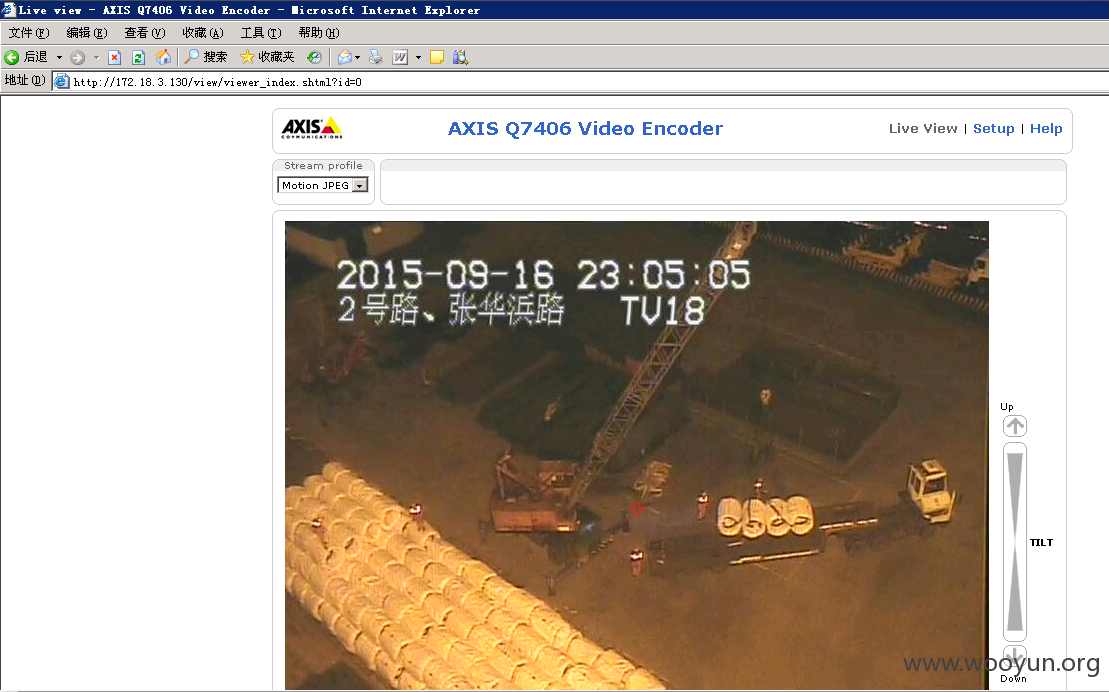 Live view - AXIS Q7406 Video Encoder - Microsoft Internet Explorer
文件(F) 编辑(E) 查看(V) 收藏(A) 工具(T) 帮助(H)
后退 搜索 收藏夹
地址(D) http://172.18.3.130/view/viewer_index.shtml?id=0
AXIS COMMUNICATIONS AXIS Q7406 Video Encoder Live View | Setup | Help
Stream profile
Motion JPEG
2015-09-16 23:05:05
2号路、张华浜路 TV18
Up
TILT
www.wooyun.org
Down